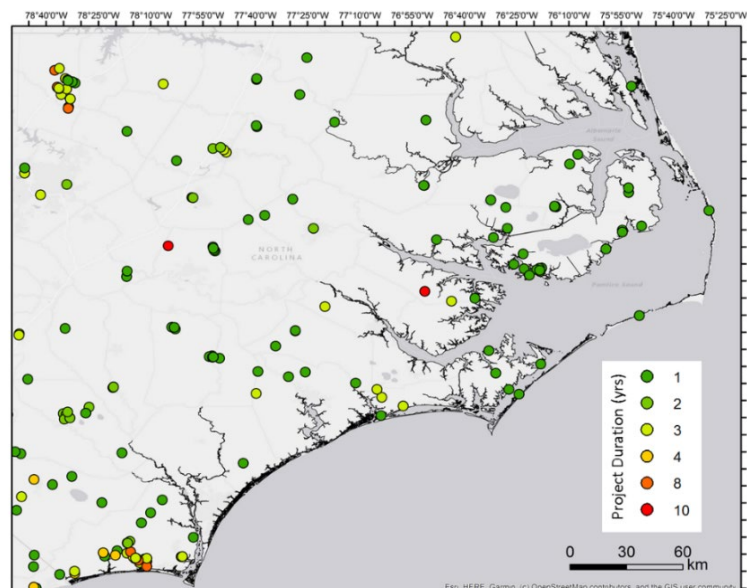 78°40'0"W 78°25'0"W 78°10'0"W 77°55'0"W 77°40'0"W 77°25'0"W 77°10'0"W 76°55'0"W 76°40'0"W 76°25'0"W 76°10'0"W 75°55'0"W 75°40'0"W 75°25'0"W
Albemarle
Sound
NORTH
CAROLINA
Pamlico Sound
Project Duration (yrs)
1
2
3
4
8
10
0 30 60 km
Esri, HERE, Garmin, (c) OpenStreetMap contributors, and the GIS user community